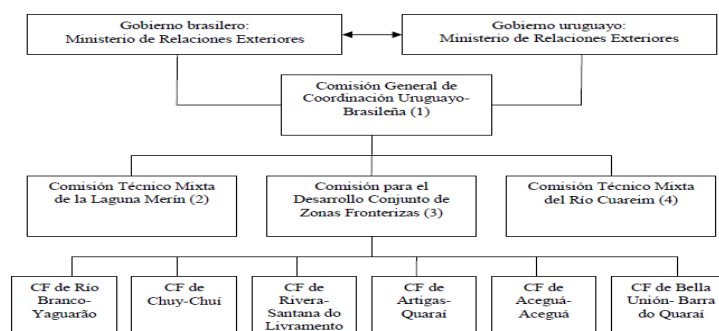 Gobierno brasilero:
Ministerio de Relaciones Exteriores
Gobierno uruguayo:
Ministerio de Relaciones Exteriores
Comisión General de
Coordinación Uruguayo-
Brasileña (1)
Comisión Técnico Mixta
de la Laguna Merín (2)
Comisión para el
Desarrollo Conjunto de
Zonas Fronterizas (3)
Comisión Técnico Mixta
del Río Cuareim (4)
CF de Río
Branco-
Yaguarão
CF de
Chuy-Chuí
CF de
Rivera-
Santana do
Livramento
CF de
Artigas-
Quaraí
CF de
Aceguá-
Aceguá
CF de Bella
Unión- Barra
do Quaraí